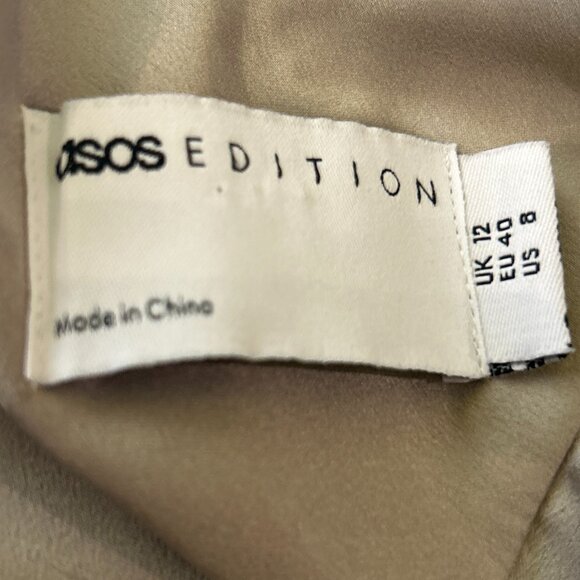 asos EDITION
Made in China
UK 12
EU 40
US 8